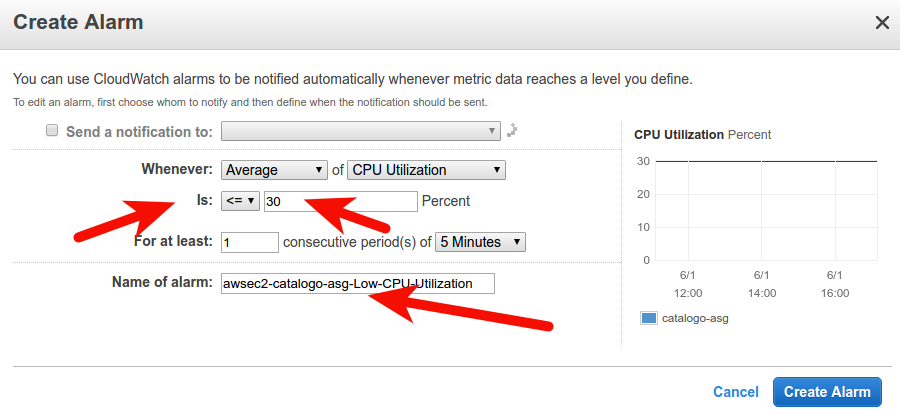 Create Alarm
You can use CloudWatch alarms to be notified automatically whenever metric data reaches a level you define.
To edit an alarm, first choose whom to notify and then define when the notification should be sent.
Send a notification to:
Whenever: Average of CPU Utilization
Is: <= 30 Percent
For at least: 1 consecutive period(s) of 5 Minutes
Name of alarm: awsec2-catalogo-asg-Low-CPU-Utilization
CPU Utilization Percent
30
20
10
0
6/1 6/1 6/1
12:00 14:00 16:00
catalogo-asg
Cancel Create Alarm